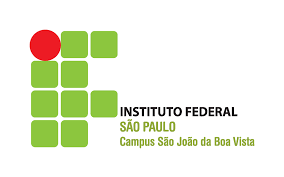 INSTITUTO FEDERAL
SÃO PAULO
Campus São João da Boa Vista